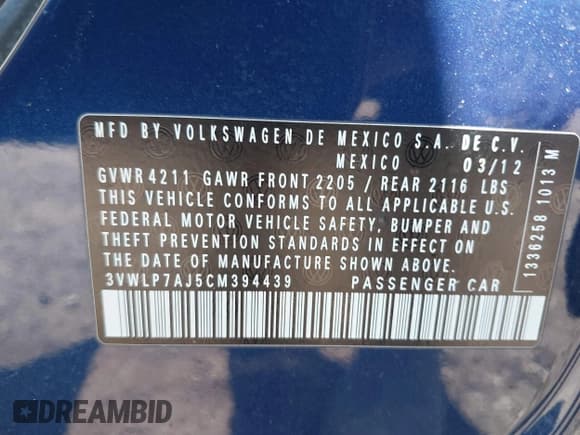 MFD BY VOLKSWAGEN DE MEXICO S.A. DE C.V.
MEXICO 03/12
GVWR 4211 GAWR FRONT 2205 / REAR 2116 LBS
THIS VEHICLE CONFORMS TO ALL APPLICABLE U.S.
FEDERAL MOTOR VEHICLE SAFETY, BUMPER AND
THEFT PREVENTION STANDARDS IN EFFECT ON
THE DATE OF MANUFACTURE SHOWN ABOVE.
3VWLP7AJ5CM394439 PASSENGER CAR
1336258 1013 M
DREAMBID